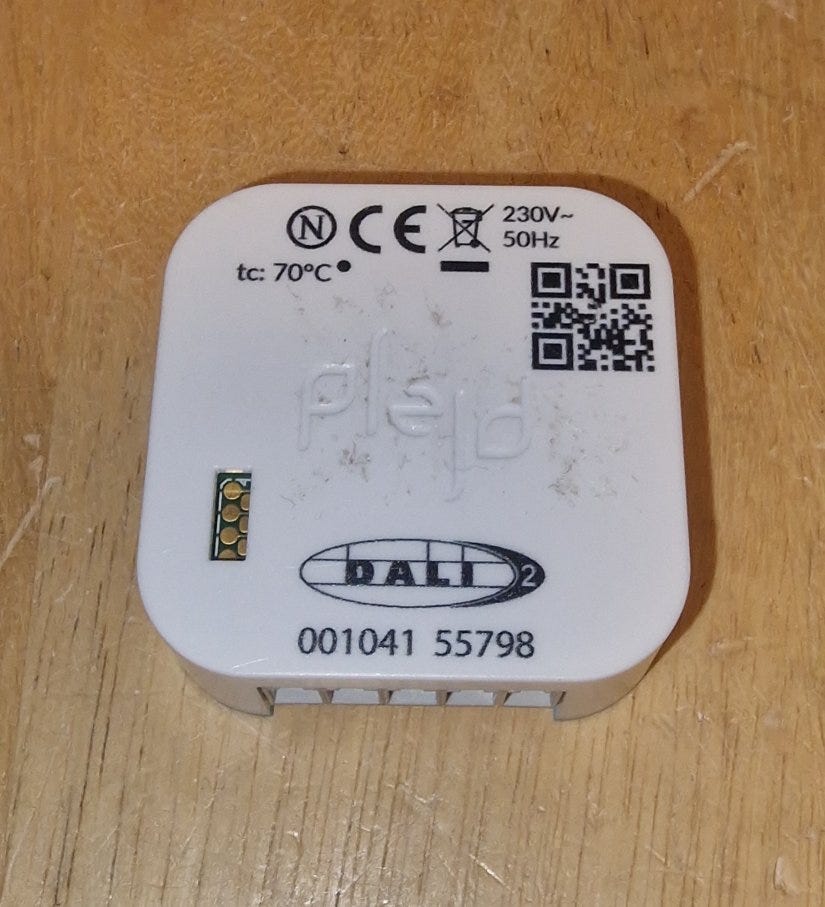 N CE 230V~
50Hz
tc: 70°C
plejd
DALI 2
001041 55798